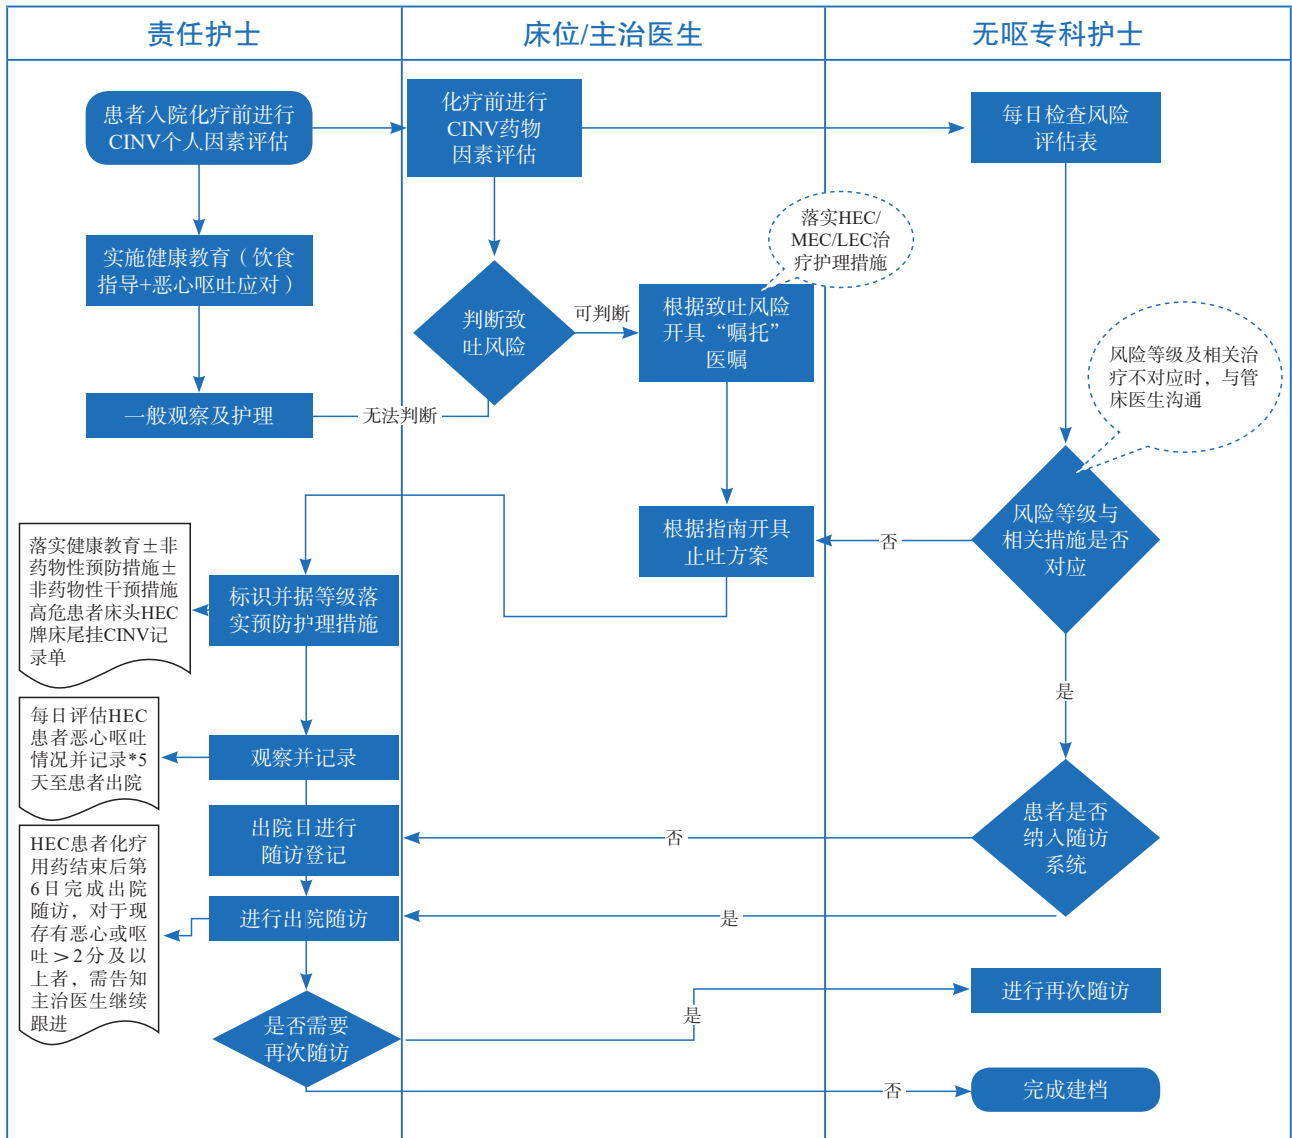 责任护士
床位/主治医生
无呕专科护士
患者入院化疗前进行
CINV个人因素评估
化疗前进行
CINV药物
因素评估
每日检查风险
评估表
落实HEC/
MEC/LEC治
疗护理措施
实施健康教育（饮食
指导+恶心呕吐应对）
判断致
吐风险
可判断
根据致吐风险
开具“嘱托”
医嘱
风险等级及相关治
疗不对应时，与管
床医生沟通
一般观察及护理
无法判断
根据指南开具
止吐方案
否
风险等级与
相关措施是否
对应
落实健康教育±非
药物性预防措施±
非药物性干预措施
高危患者床头HEC
牌床尾挂CINV记
录单
标识并据等级落
实预防护理措施
是
每日评估HEC
患者恶心呕吐
情况并记录*5
天至患者出院
观察并记录
出院日进行
随访登记
否
患者是否
纳入随访
系统
HEC患者化疗
用药结束后第
6日完成出院
随访，对于现
存有恶心或呕
吐＞2分及以
上者，需告知
主治医生继续
跟进
进行出院随访
是
是否需要
再次随访
是
进行再次随访
否
完成建档